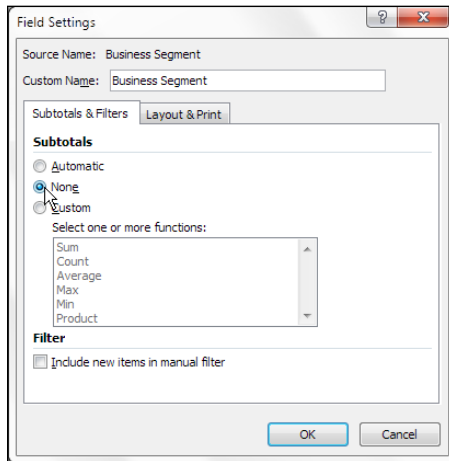 Field Settings
Source Name: Business Segment
Custom Name: Business Segment
Subtotals & Filters Layout & Print
Subtotals
Automatic
None
Custom
Select one or more functions:
Sum
Count
Average
Max
Min
Product
Filter
Include new items in manual filter
OK Cancel